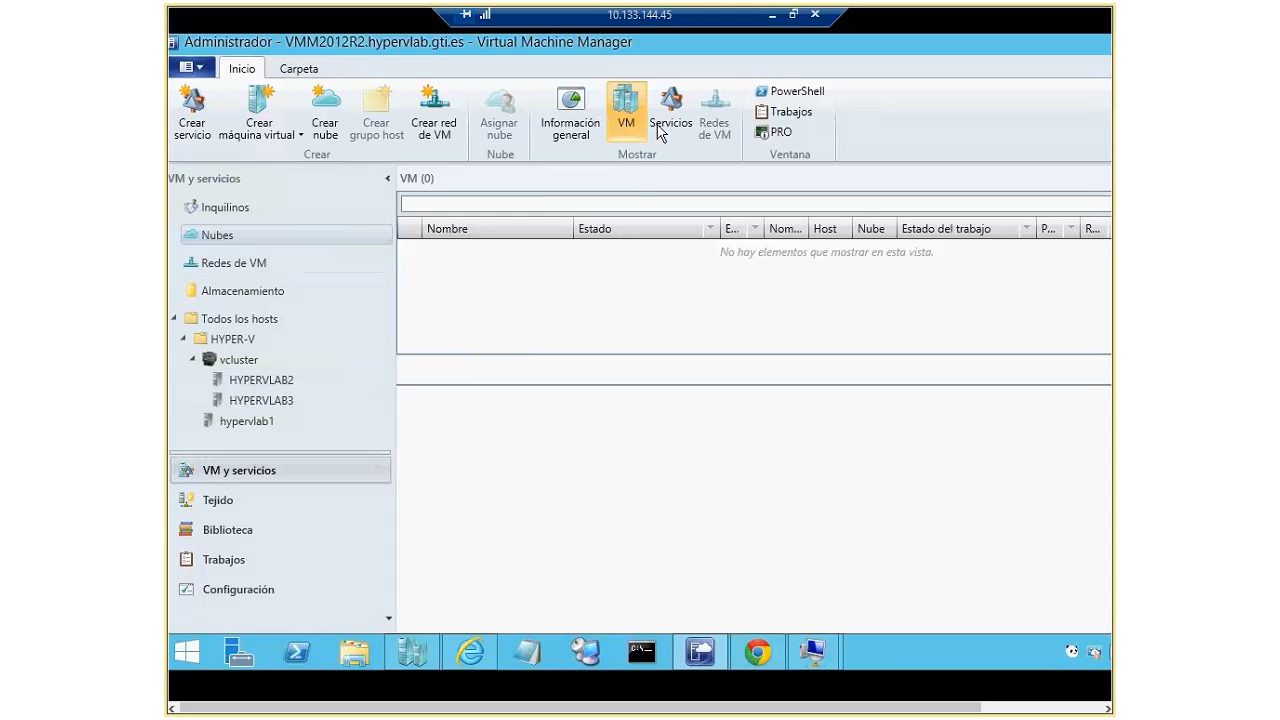 10.133.144.45
Administrador - VMM2012R2.hypervlab.gti.es - Virtual Machine Manager
Inicio Carpeta
Crear servicio
Crear máquina virtual
Crear nube
Crear grupo host
Crear red de VM
Asignar nube
Información general
VM
Servicios
Redes de VM
PowerShell
Trabajos
PRO
Crear Nube Mostrar Ventana
VM y servicios
VM (0)
Inquilinos
Nubes
Redes de VM
Almacenamiento
Todos los hosts
HYPER-V
vcluster
HYPERVLAB2
HYPERVLAB3
hypervlab1
Nombre Estado E... Nom... Host Nube Estado del trabajo P... R...
No hay elementos que mostrar en esta vista.
VM y servicios
Tejido
Biblioteca
Trabajos
Configuración